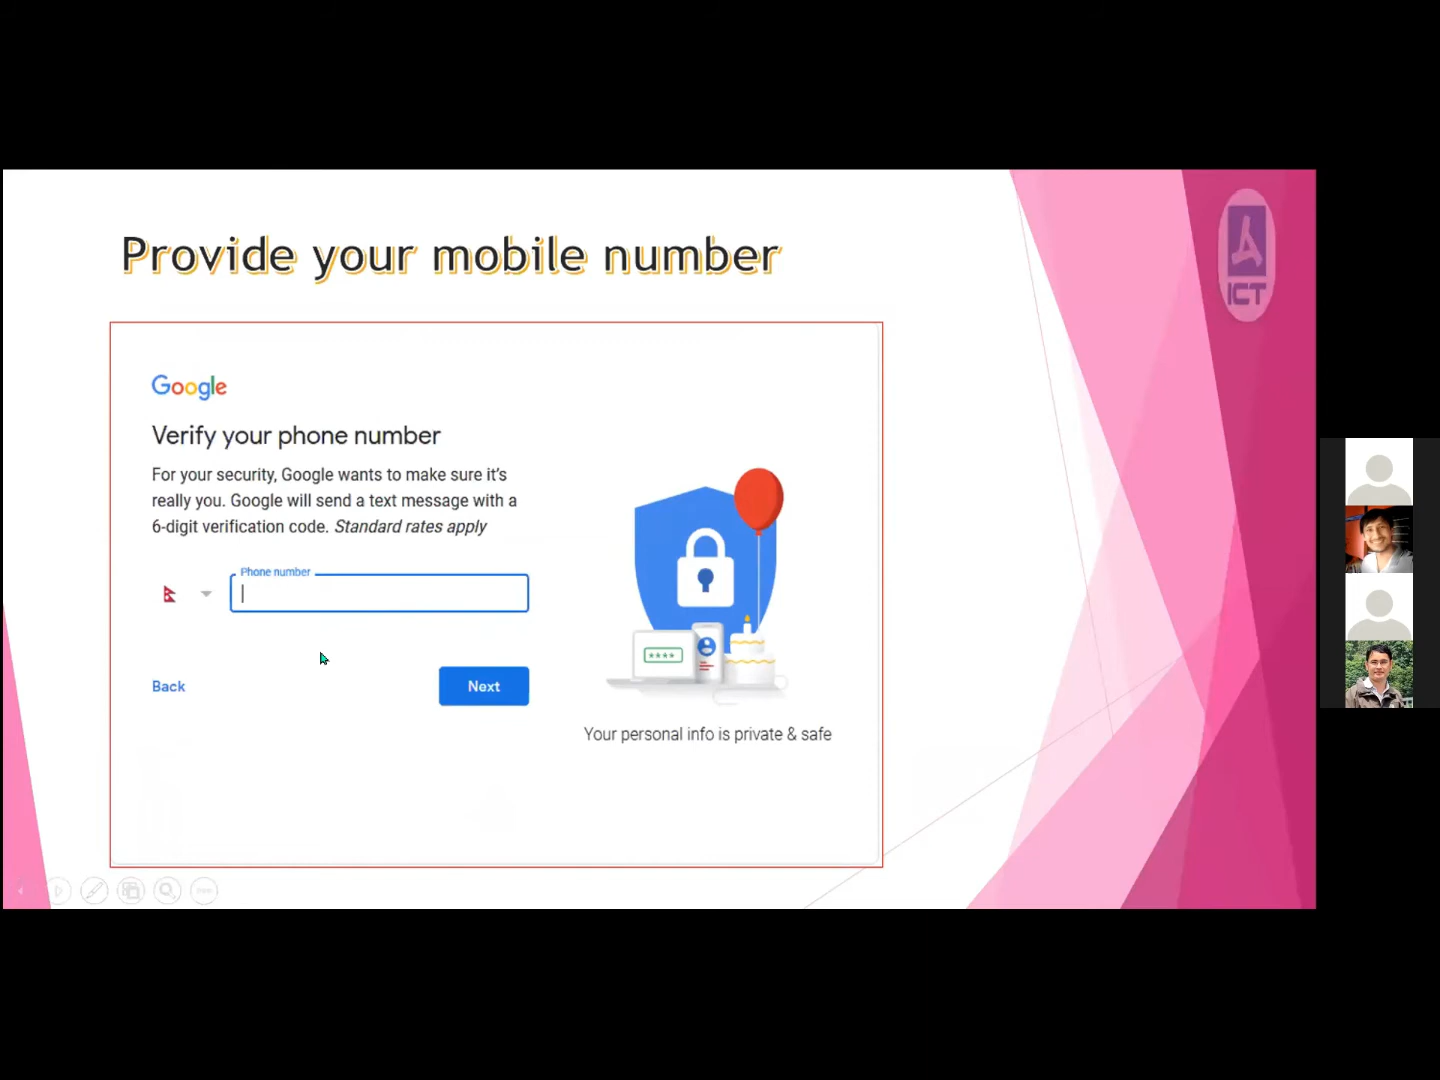 Provide your mobile number
ICT
Google
Verify your phone number
For your security, Google wants to make sure it's
really you. Google will send a text message with a
6-digit verification code. Standard rates apply
Phone number
Back
Next
****
Your personal info is private & safe